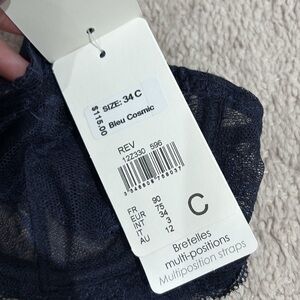 SIZE: 34 C
$115.00
Bleu Cosmic
REV
12Z330 596
FR 90
EUR 75
INT 34
IT 3
AU 12
C
Bretelles
multi-positions
Multiposition straps